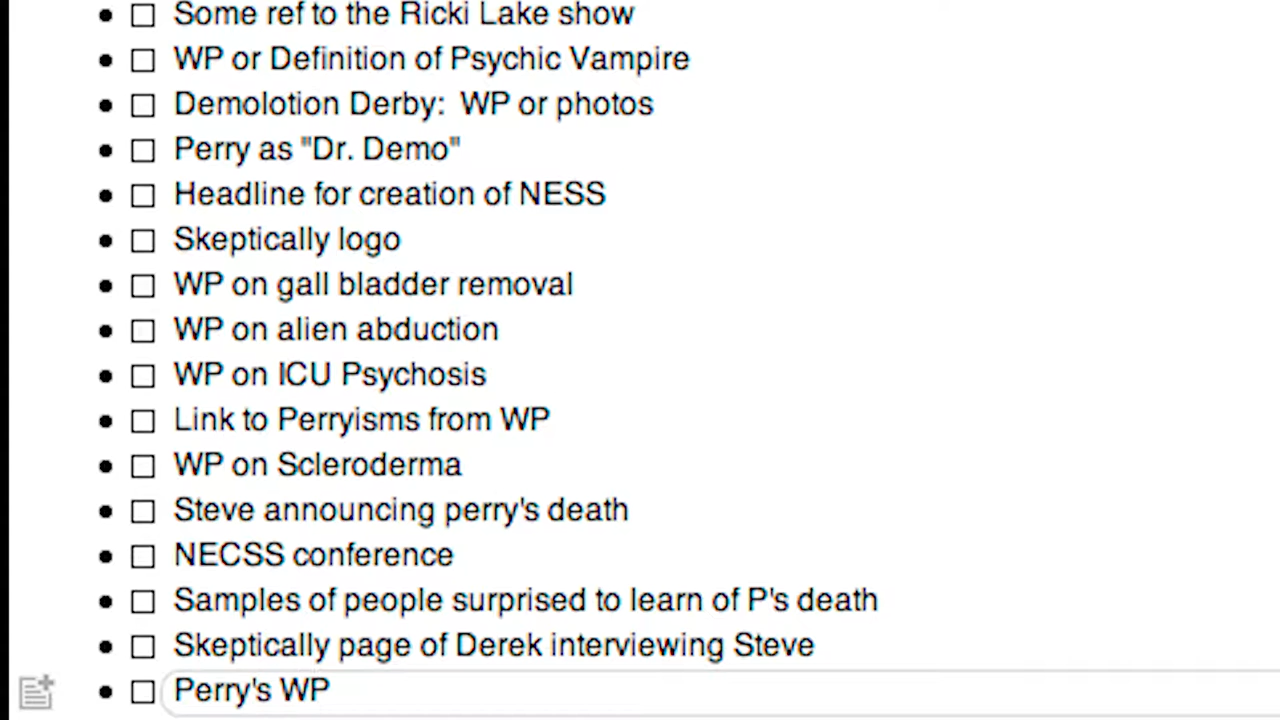 Some ref to the Ricki Lake show
WP or Definition of Psychic Vampire
Demolotion Derby:  WP or photos
Perry as "Dr. Demo"
Headline for creation of NESS
Skeptically logo
WP on gall bladder removal
WP on alien abduction
WP on ICU Psychosis
Link to Perryisms from WP
WP on Scleroderma
Steve announcing perry's death
NECSS conference
Samples of people surprised to learn of P's death
Skeptically page of Derek interviewing Steve
Perry's WP